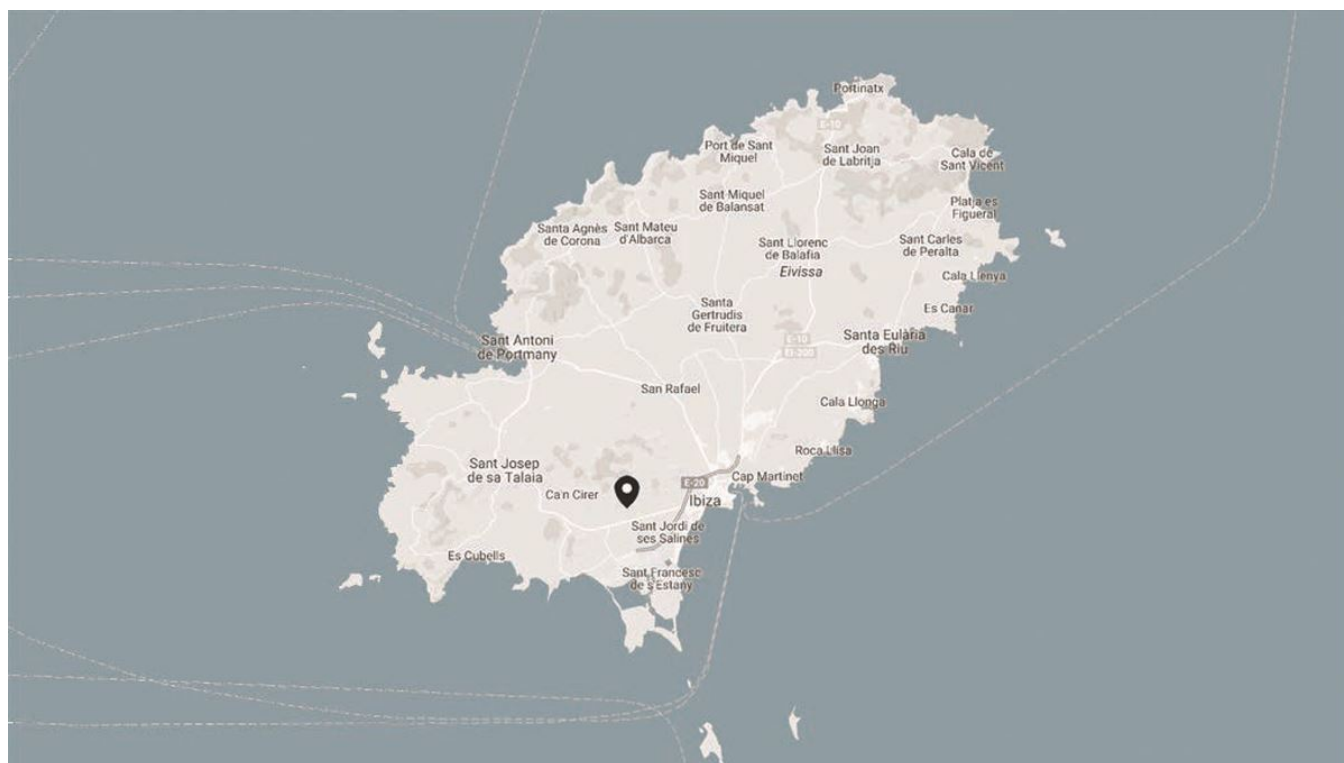 Portinatx
E-10
Port de Sant
Miquel
Sant Joan
de Labritja
Cala de
Sant Vicent
Sant Miquel
de Balansat
Platja es
Figueral
Santa Agnès
de Corona
Sant Mateu
d'Albarca
Sant Llorenc
de Balafia
Eivissa
Sant Carles
de Peralta
Cala Llenya
Santa
Gertrudis
de Fruitera
Es Canar
Sant Antoni
de Portmany
E-10
EI-200
Santa Eulària
des Riu
San Rafael
Cala Llonga
Roca Llisa
Sant Josep
de sa Talaia
Cap Martinet
E-20
Ca'n Cirer
Ibiza
Sant Jordi de
ses Salines
Es Cubells
Sant Francesc
de s'Estany